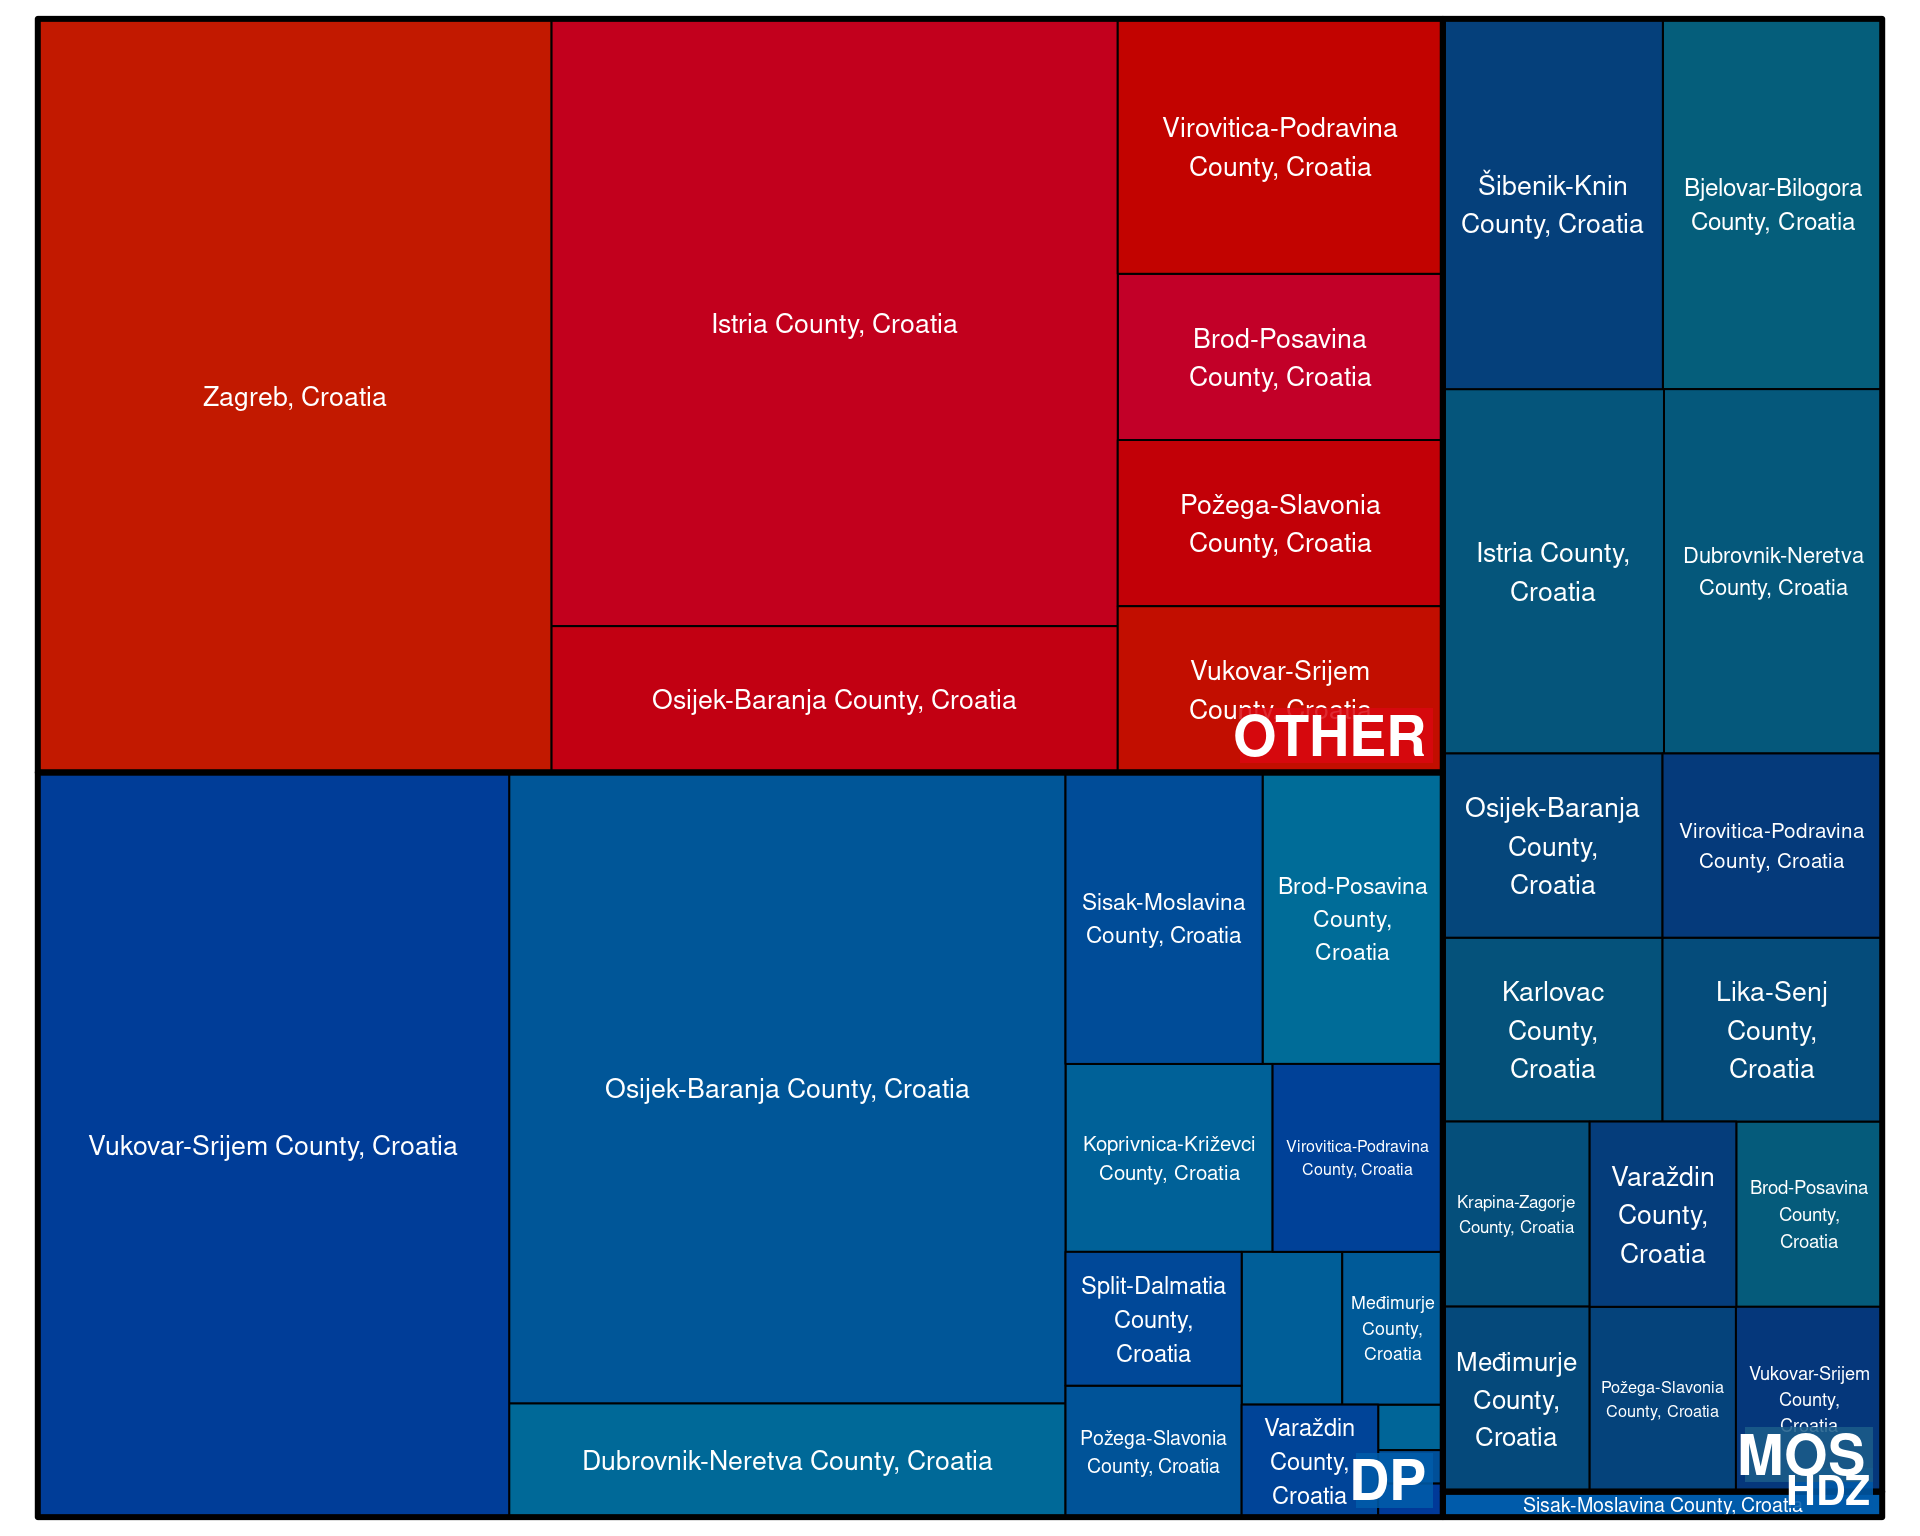 Zagreb, Croatia
Istria County, Croatia
Osijek-Baranja County, Croatia
Virovitica-Podravina
County, Croatia
Brod-Posavina
County, Croatia
Požega-Slavonia
County, Croatia
Vukovar-Srijem
County, Croatia
OTHER
Vukovar-Srijem County, Croatia
Osijek-Baranja County, Croatia
Dubrovnik-Neretva County, Croatia
Sisak-Moslavina
County, Croatia
Brod-Posavina
County,
Croatia
Koprivnica-Križevci
County, Croatia
Virovitica-Podravina
County, Croatia
Split-Dalmatia
County,
Croatia
Međimurje
County,
Croatia
Požega-Slavonia
County, Croatia
Varaždin
County,
Croatia
DP
Šibenik-Knin
County, Croatia
Bjelovar-Bilogora
County, Croatia
Istria County,
Croatia
Dubrovnik-Neretva
County, Croatia
Osijek-Baranja
County,
Croatia
Virovitica-Podravina
County, Croatia
Karlovac
County,
Croatia
Lika-Senj
County,
Croatia
Krapina-Zagorje
County, Croatia
Varaždin
County,
Croatia
Brod-Posavina
County,
Croatia
Međimurje
County,
Croatia
Požega-Slavonia
County, Croatia
Vukovar-Srijem
County,
Croatia
MOS
HDZ
Sisak-Moslavina County, Croatia